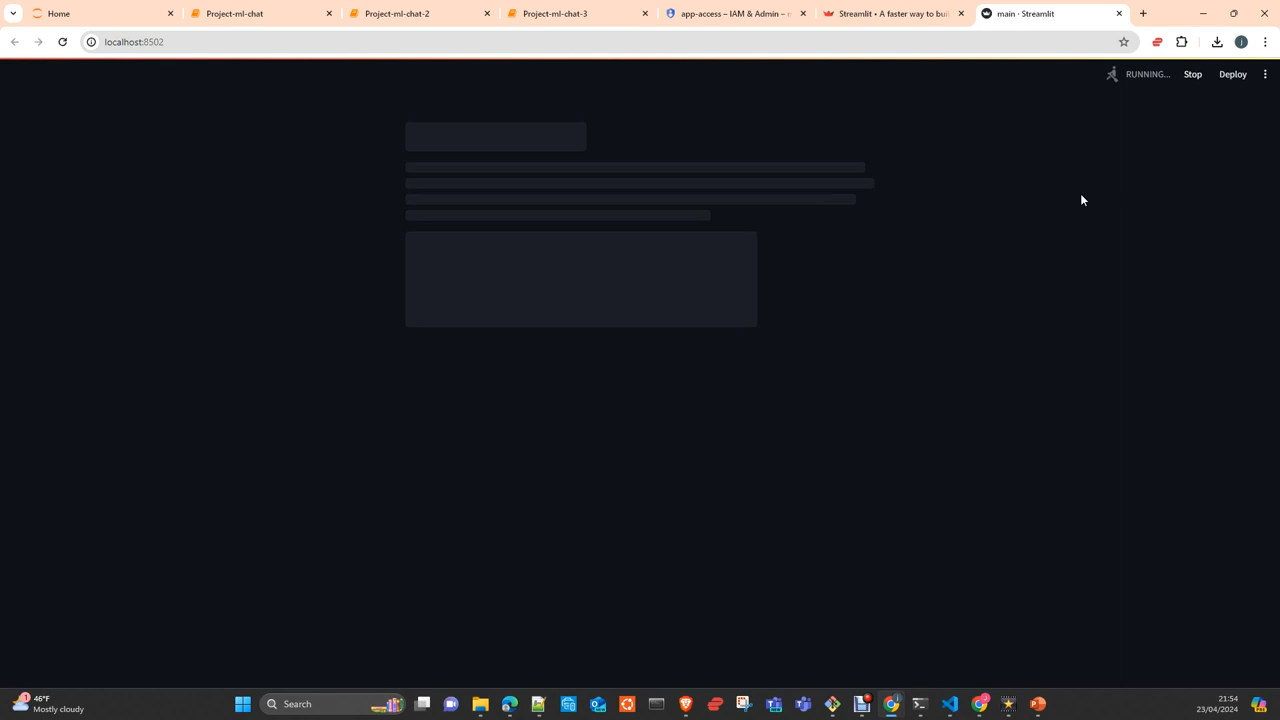 Home
Project-ml-chat
Project-ml-chat-2
Project-ml-chat-3
app-access – IAM & Admin –
Streamlit • A faster way to bui
main · Streamlit
localhost:8502
RUNNING...
Stop
Deploy
1
46°F
Mostly cloudy
Search
21:54
23/04/2024